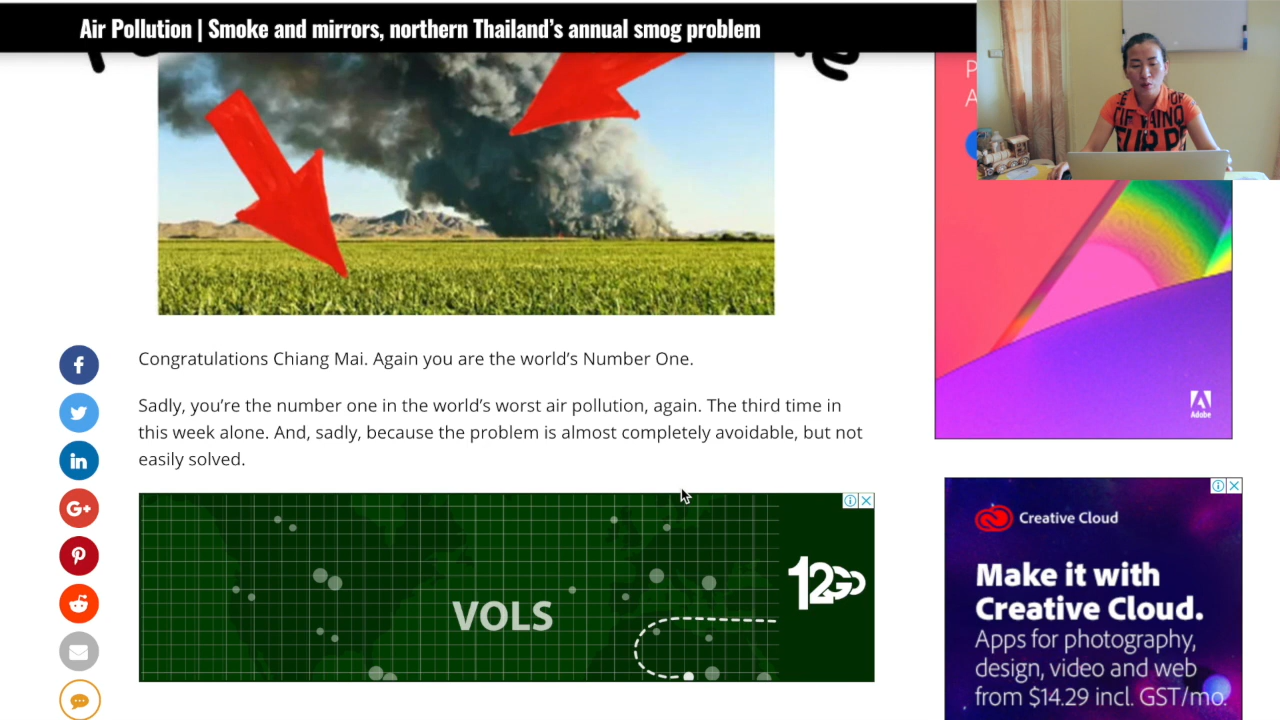 Air Pollution | Smoke and mirrors, northern Thailand's annual smog problem
P
A
Congratulations Chiang Mai. Again you are the world's Number One.
Sadly, you're the number one in the world's worst air pollution, again. The third time in
this week alone. And, sadly, because the problem is almost completely avoidable, but not
easily solved.
f
in
G+
VOLS
12GO
Adobe
Creative Cloud
Make it with
Creative Cloud.
Apps for photography,
design, video and web
from $14.29 incl. GST/mo.